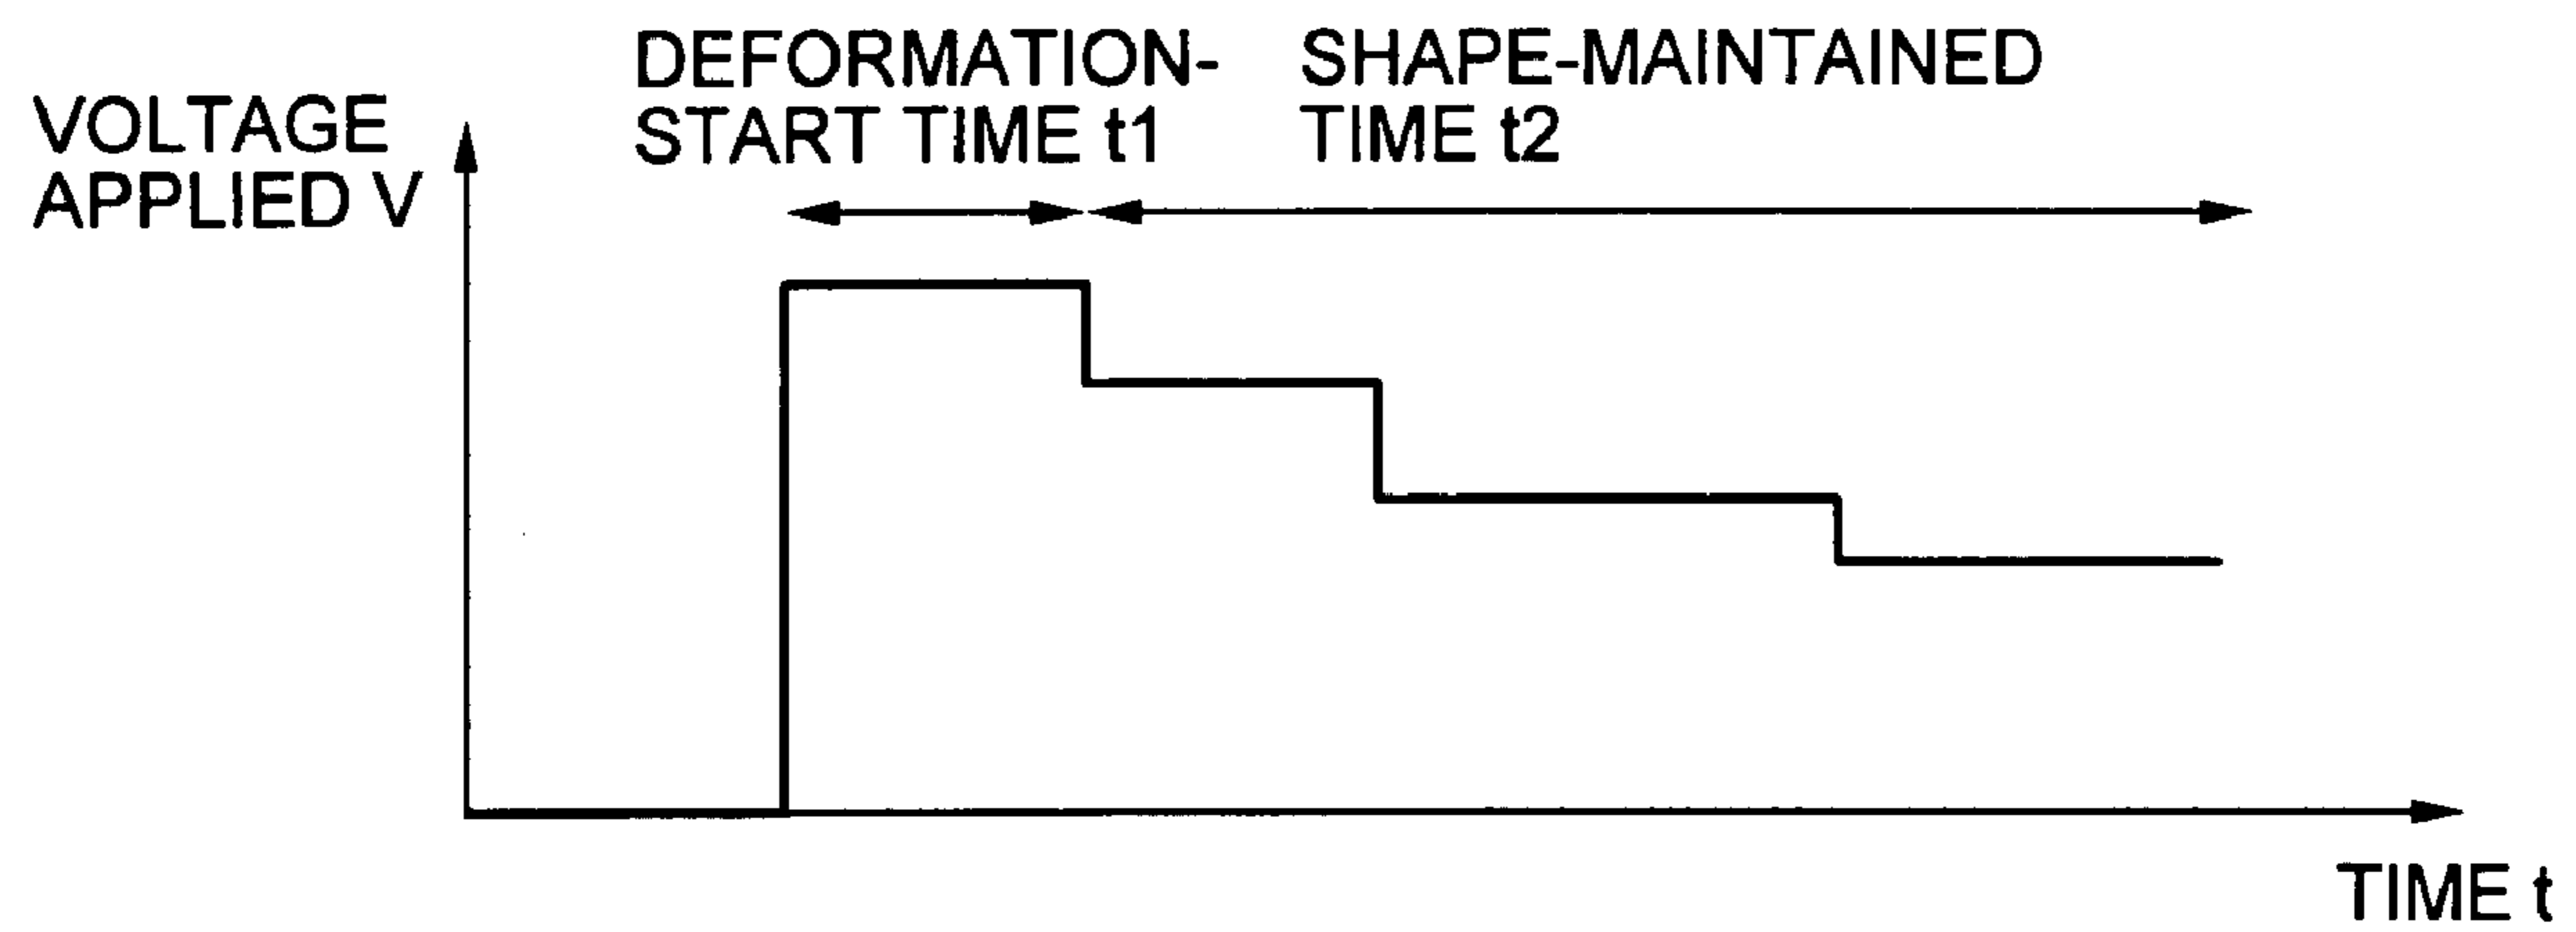 VOLTAGE
APPLIED V
DEFORMATION-
START TIME t1
SHAPE-MAINTAINED
TIME t2
TIME t